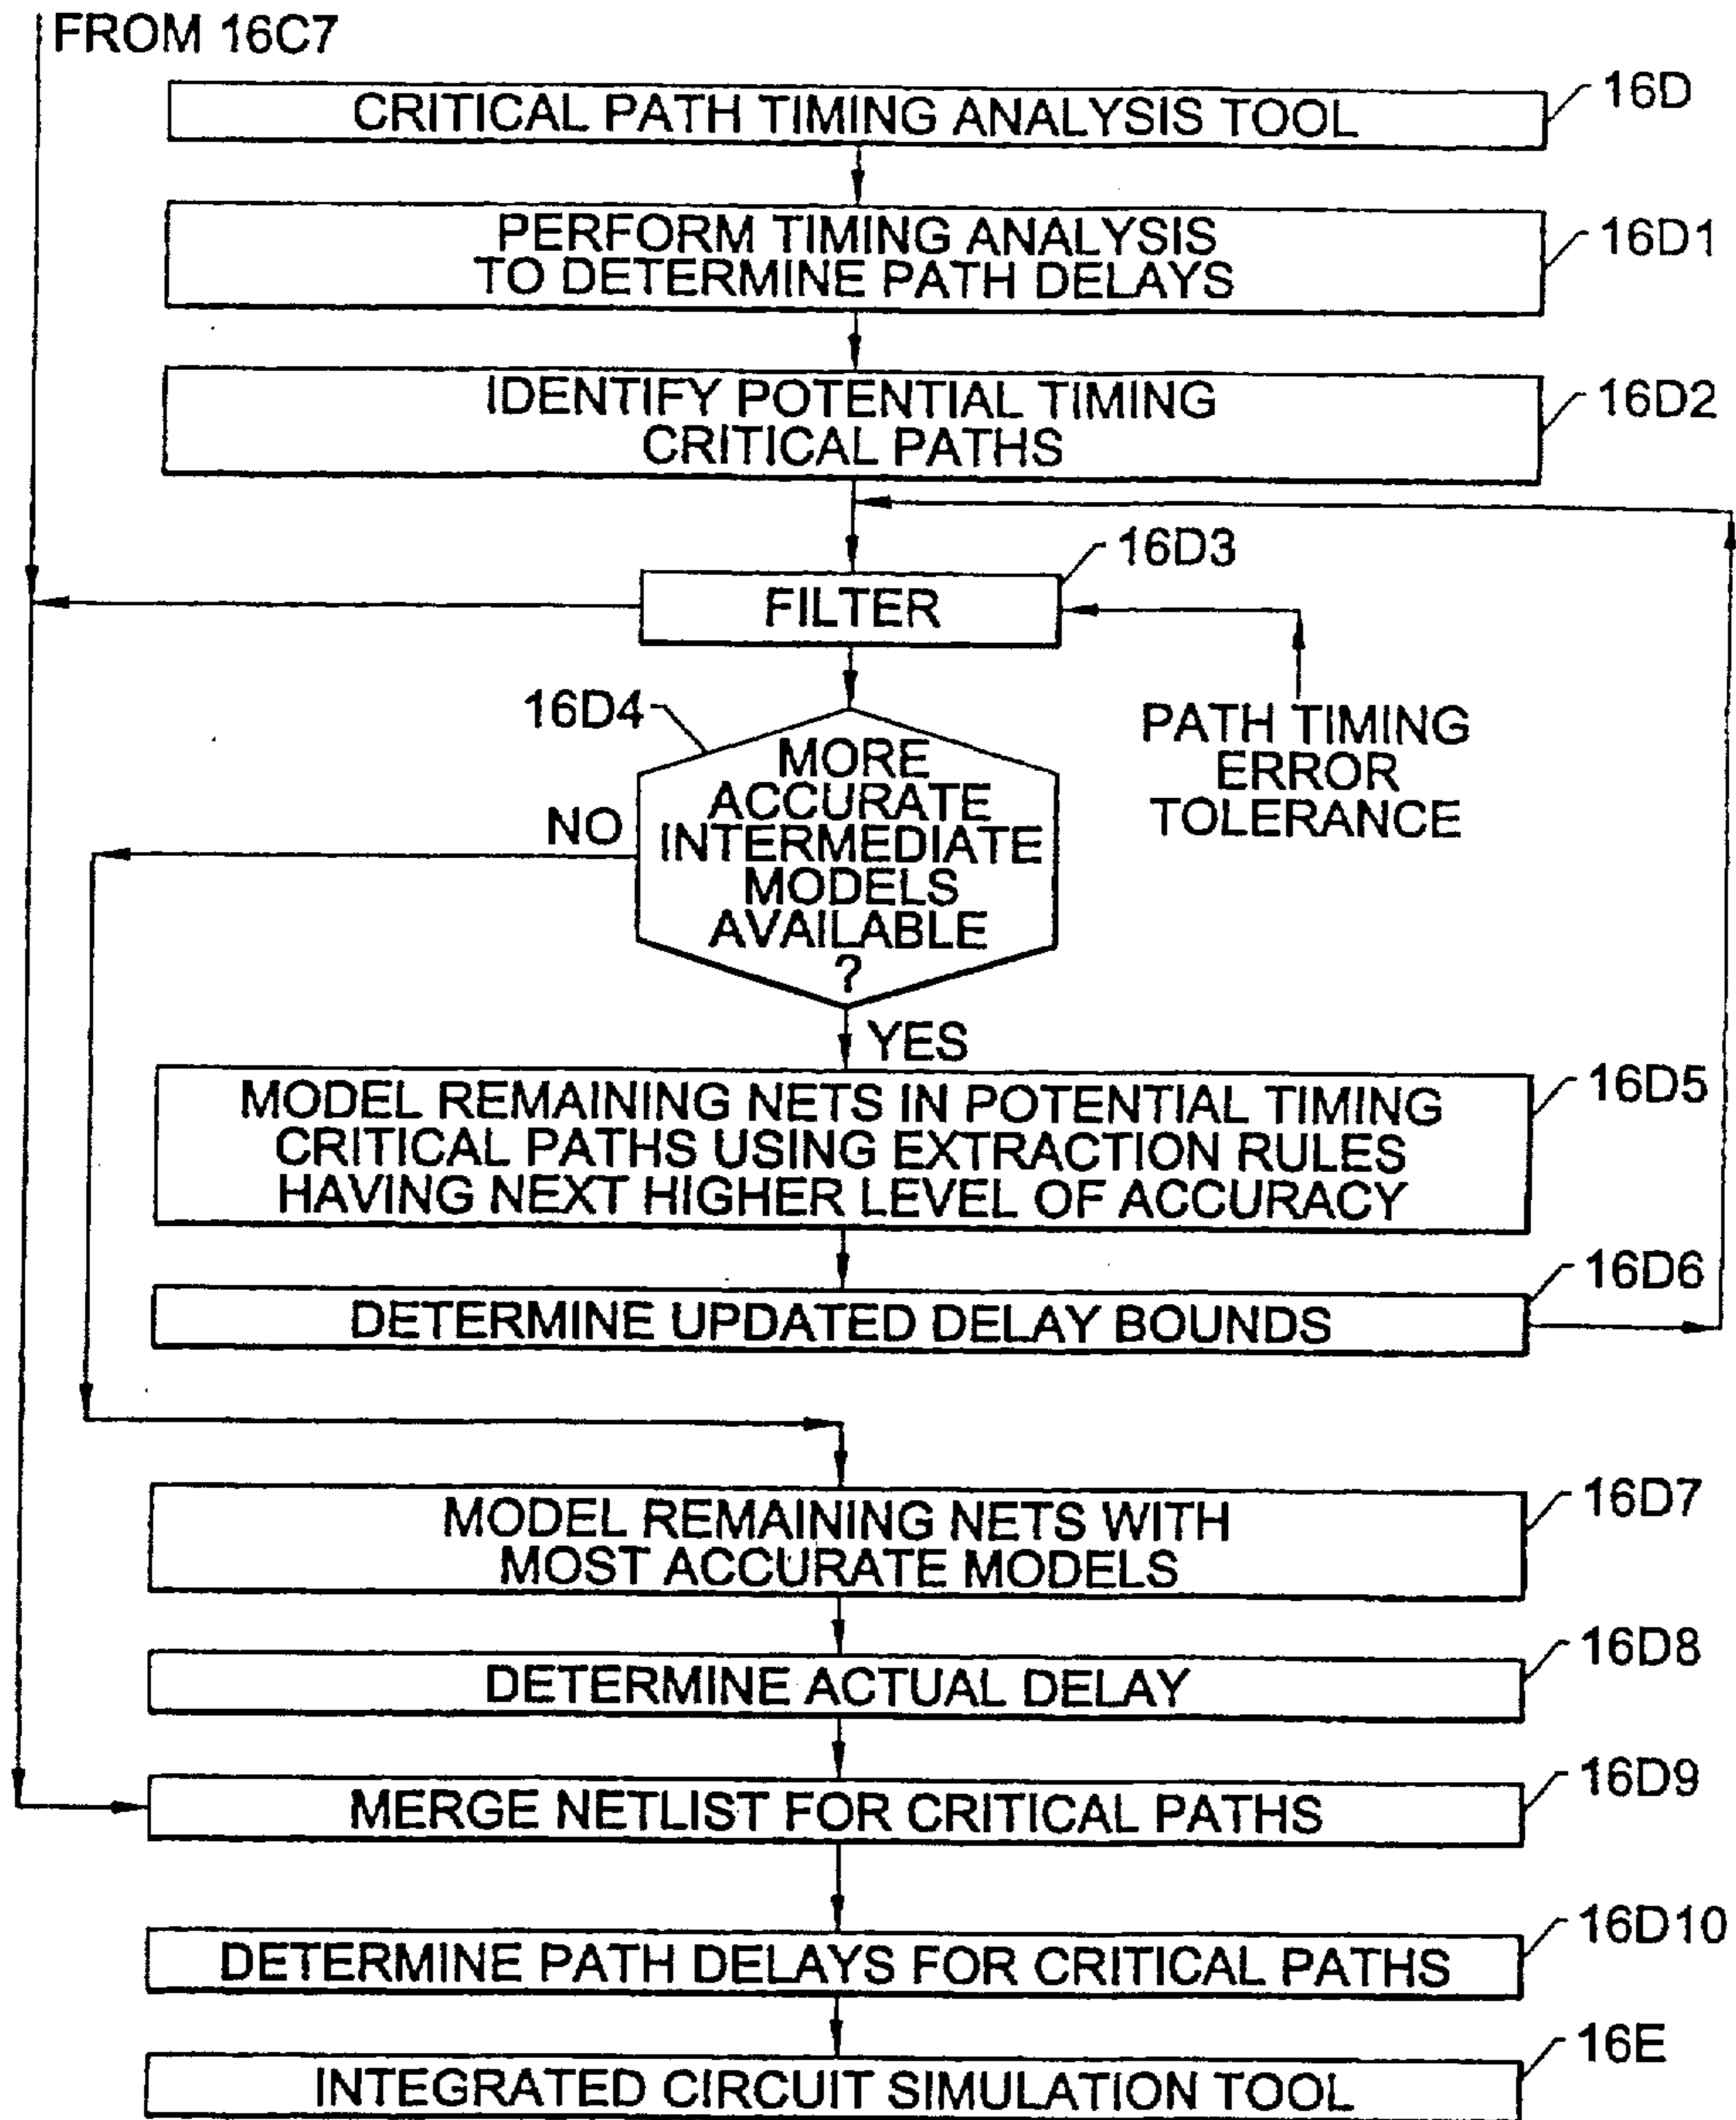 FROM 16C7
CRITICAL PATH TIMING ANALYSIS TOOL
16D
PERFORM TIMING ANALYSIS
TO DETERMINE PATH DELAYS
16D1
IDENTIFY POTENTIAL TIMING
CRITICAL PATHS
16D2
16D3
FILTER
16D4
MORE
ACCURATE
INTERMEDIATE
MODELS
AVAILABLE
?
PATH TIMING
ERROR
TOLERANCE
NO
YES
MODEL REMAINING NETS IN POTENTIAL TIMING
CRITICAL PATHS USING EXTRACTION RULES
HAVING NEXT HIGHER LEVEL OF ACCURACY
16D5
DETERMINE UPDATED DELAY BOUNDS
16D6
MODEL REMAINING NETS WITH
MOST ACCURATE MODELS
16D7
DETERMINE ACTUAL DELAY
16D8
MERGE NETLIST FOR CRITICAL PATHS
16D9
DETERMINE PATH DELAYS FOR CRITICAL PATHS
16D10
INTEGRATED CIRCUIT SIMULATION TOOL
16E